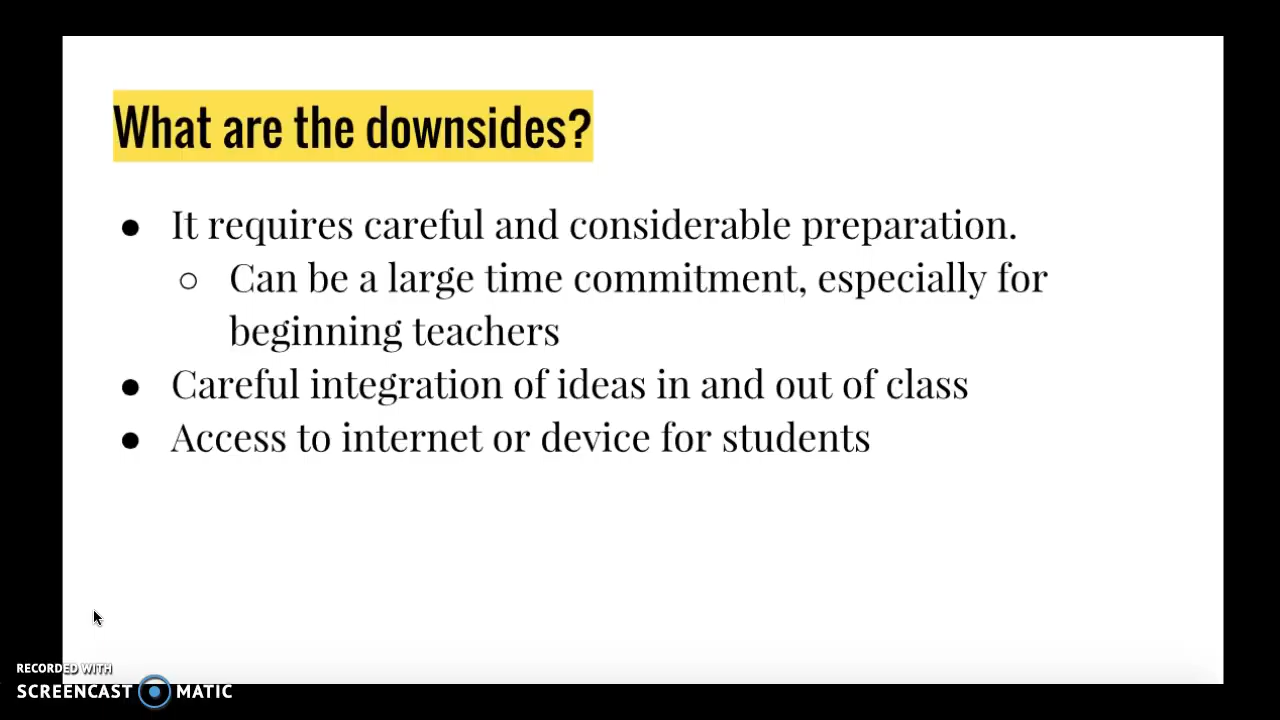 What are the downsides?
● It requires careful and considerable preparation.
○ Can be a large time commitment, especially for
beginning teachers
● Careful integration of ideas in and out of class
● Access to internet or device for students
RECORDED WITH
SCREENCAST MATIC